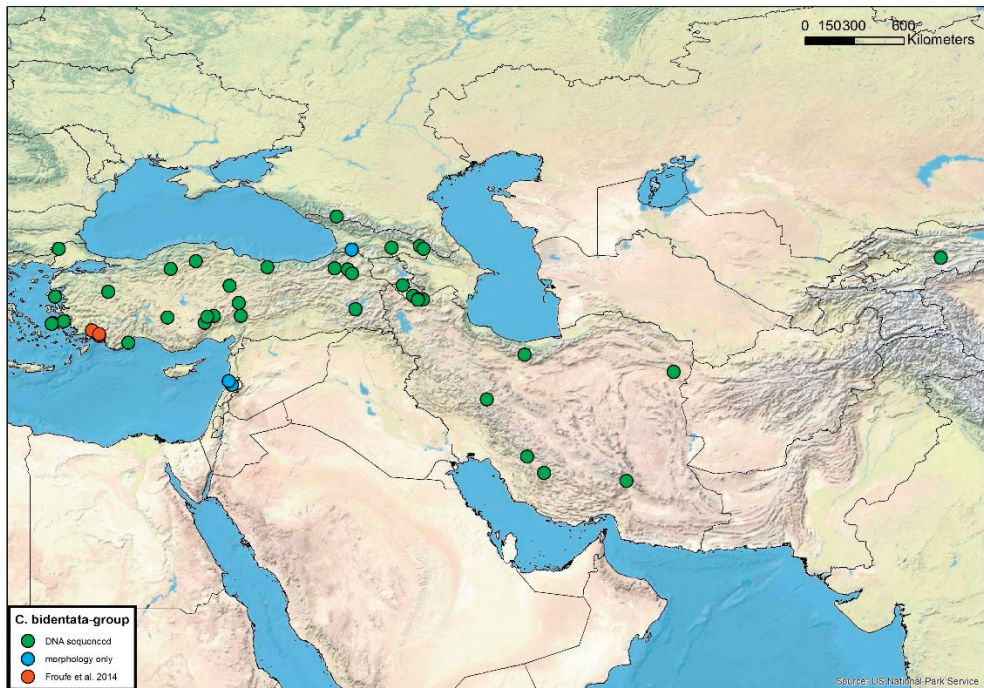 0 150300 600
Kilometers
C. bidentata-group
DNA sequenced
morphology only
Froufe et al. 2014
Source: US National Park Service